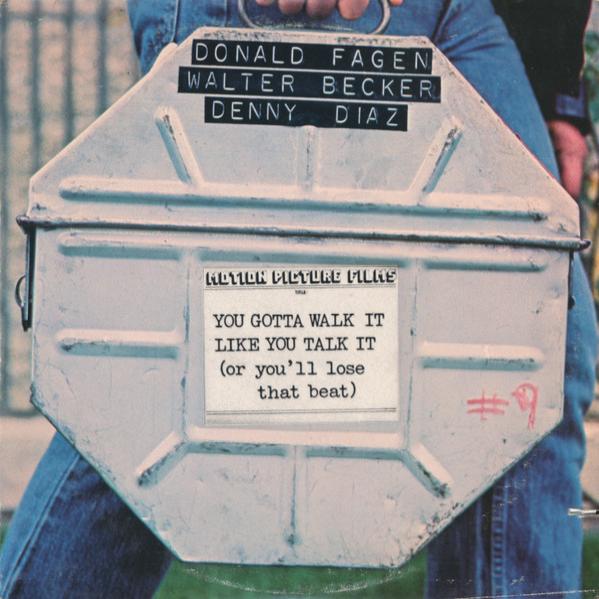 DONALD FAGEN
WALTER BECKER
DENNY DIAZ
MOTION PICTURE FILMS
TITLE
YOU GOTTA WALK IT
LIKE YOU TALK IT
(or you'll lose
that beat)
#9